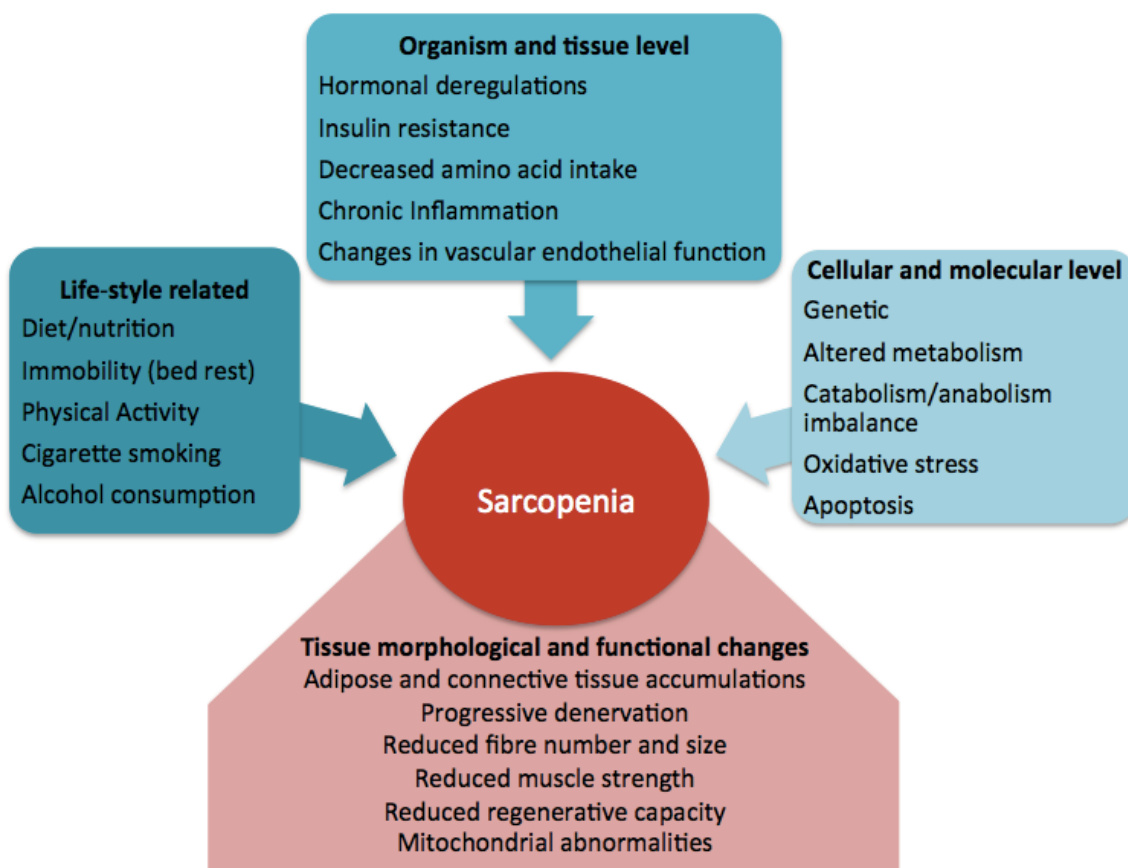 Organism and tissue level
Hormonal deregulations
Insulin resistance
Decreased amino acid intake
Chronic Inflammation
Changes in vascular endothelial function
Life-style related
Diet/nutrition
Immobility (bed rest)
Physical Activity
Cigarette smoking
Alcohol consumption
Cellular and molecular level
Genetic
Altered metabolism
Catabolism/anabolism
imbalance
Oxidative stress
Apoptosis
Sarcopenia
Tissue morphological and functional changes
Adipose and connective tissue accumulations
Progressive denervation
Reduced fibre number and size
Reduced muscle strength
Reduced regenerative capacity
Mitochondrial abnormalities